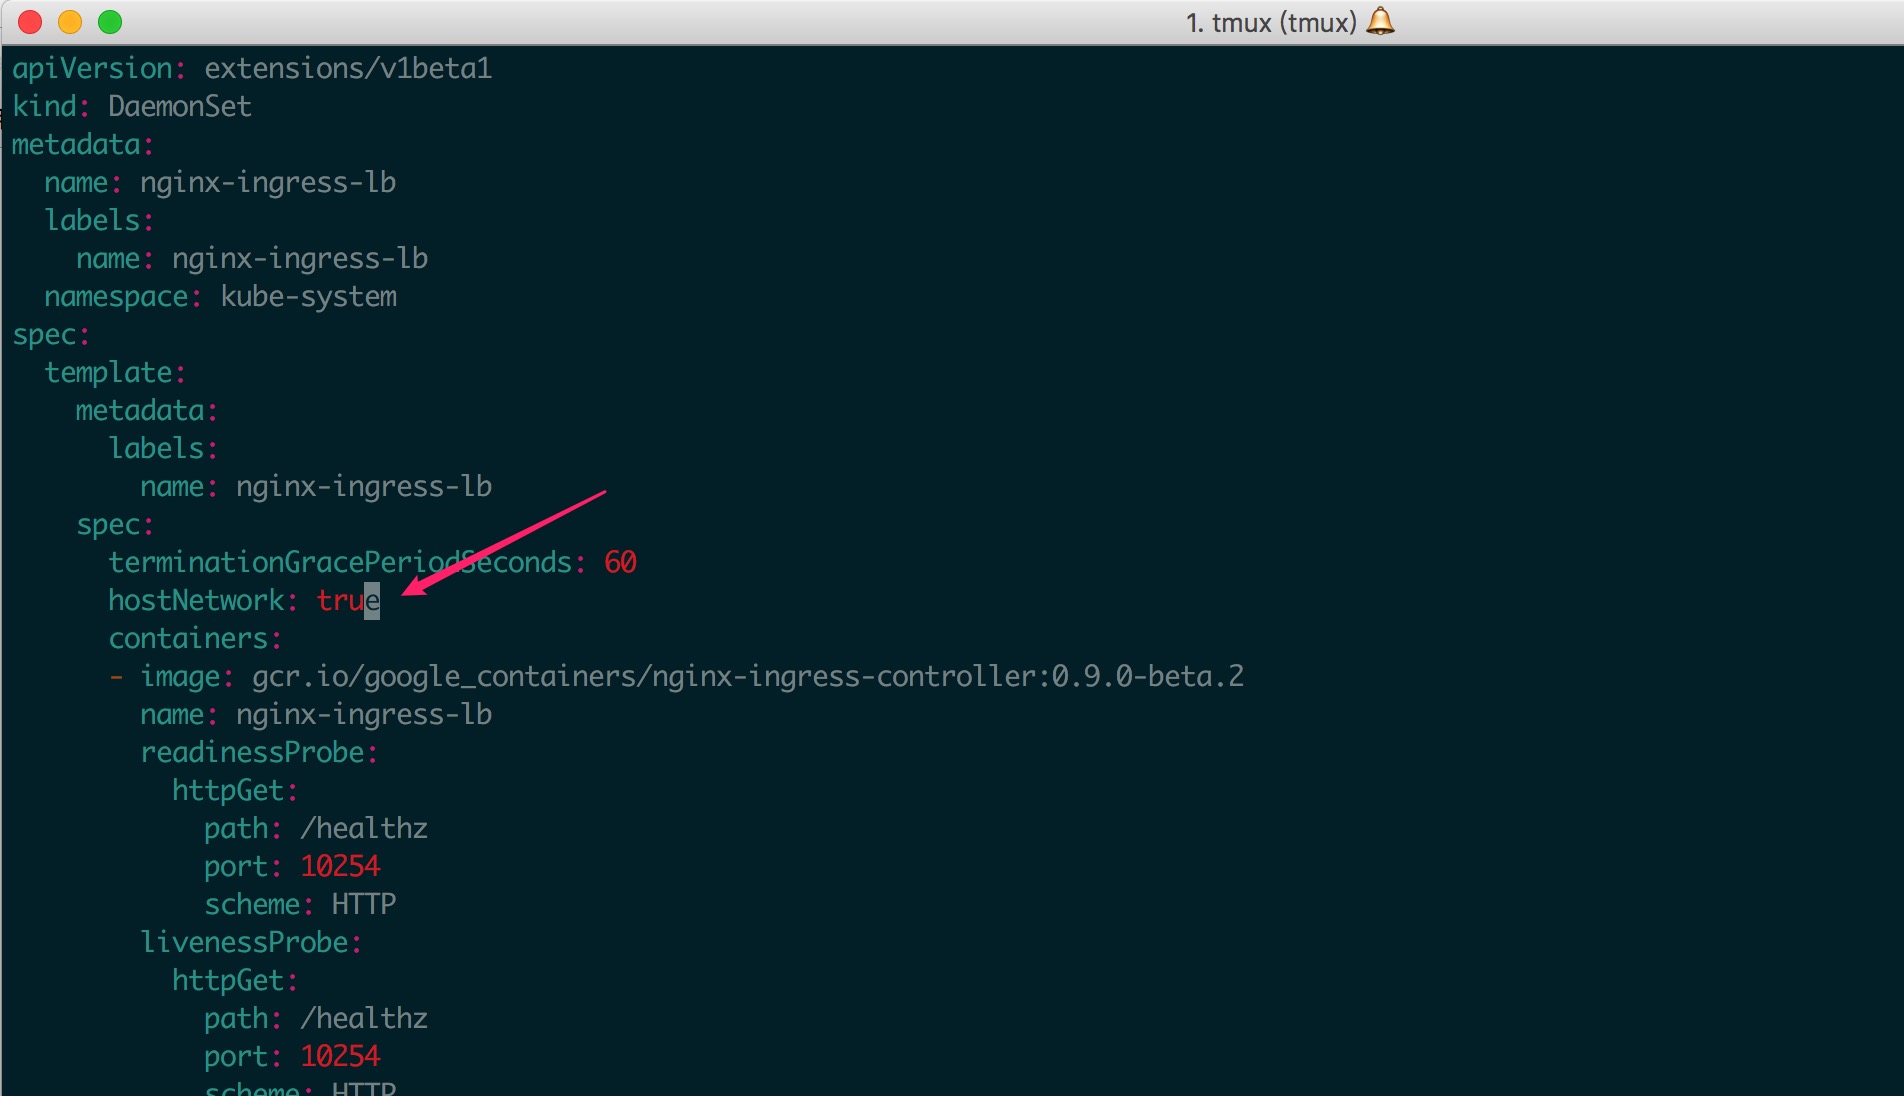 1. tmux (tmux)
apiVersion: extensions/v1beta1
kind: DaemonSet
metadata:
  name: nginx-ingress-lb
  labels:
    name: nginx-ingress-lb
  namespace: kube-system
spec:
  template:
    metadata:
      labels:
        name: nginx-ingress-lb
    spec:
      terminationGracePeriodSeconds: 60
      hostNetwork: true
      containers:
      - image: gcr.io/google_containers/nginx-ingress-controller:0.9.0-beta.2
        name: nginx-ingress-lb
        readinessProbe:
          httpGet:
            path: /healthz
            port: 10254
            scheme: HTTP
        livenessProbe:
          httpGet:
            path: /healthz
            port: 10254
            scheme: HTTP